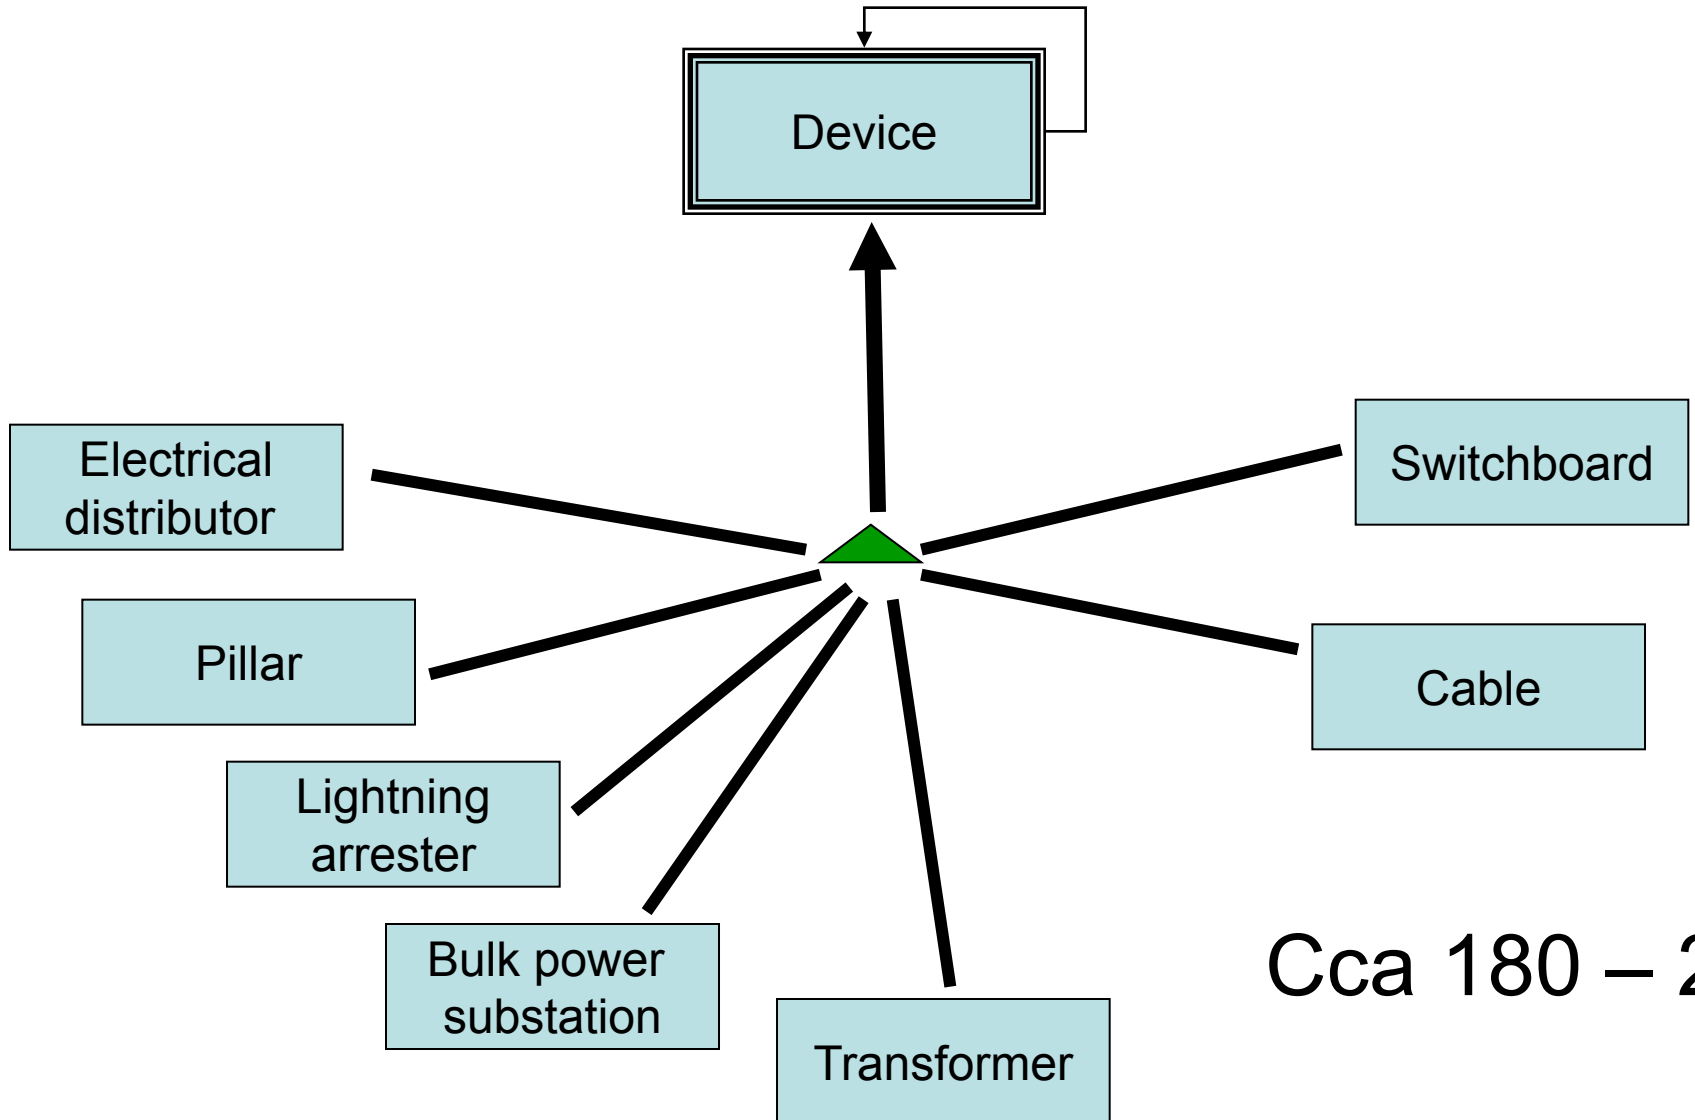 Device
Electrical
distributor
Switchboard
Pillar
Cable
Lightning
arrester
Bulk power
substation
Cca 180 –
Transformer